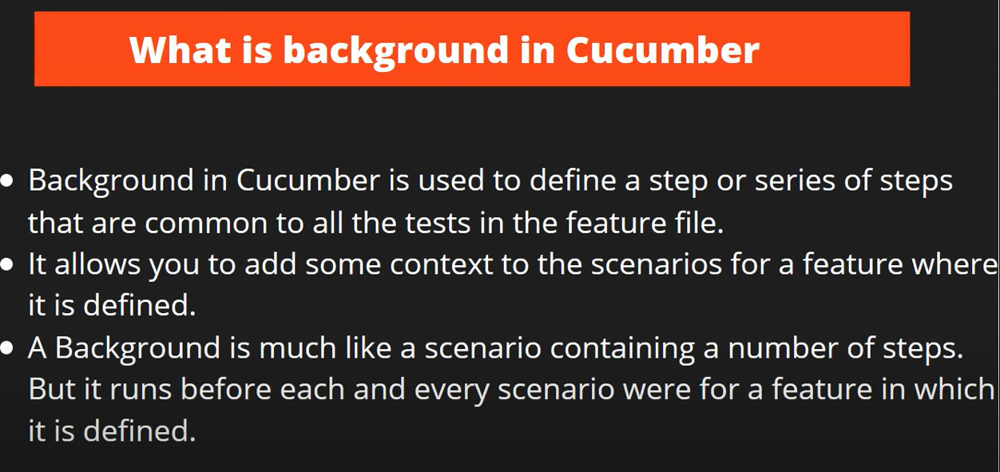 What is background in Cucumber
• Background in Cucumber is used to define a step or series of steps
that are common to all the tests in the feature file.
• It allows you to add some context to the scenarios for a feature where
it is defined.
• A Background is much like a scenario containing a number of steps.
But it runs before each and every scenario were for a feature in which
it is defined.